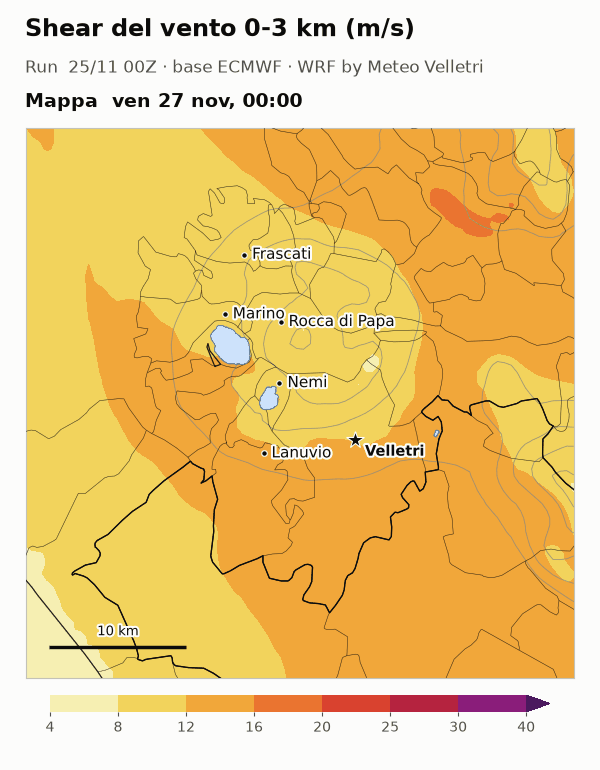 Shear del vento 0-3 km (m/s)
Run  25/11 00Z · base ECMWF · WRF by Meteo Velletri
Mappa  ven 27 nov, 00:00
Frascati
Marino
Rocca di Papa
Nemi
Velletri
Lanuvio
10 km
4 8 12 16 20 25 30 40